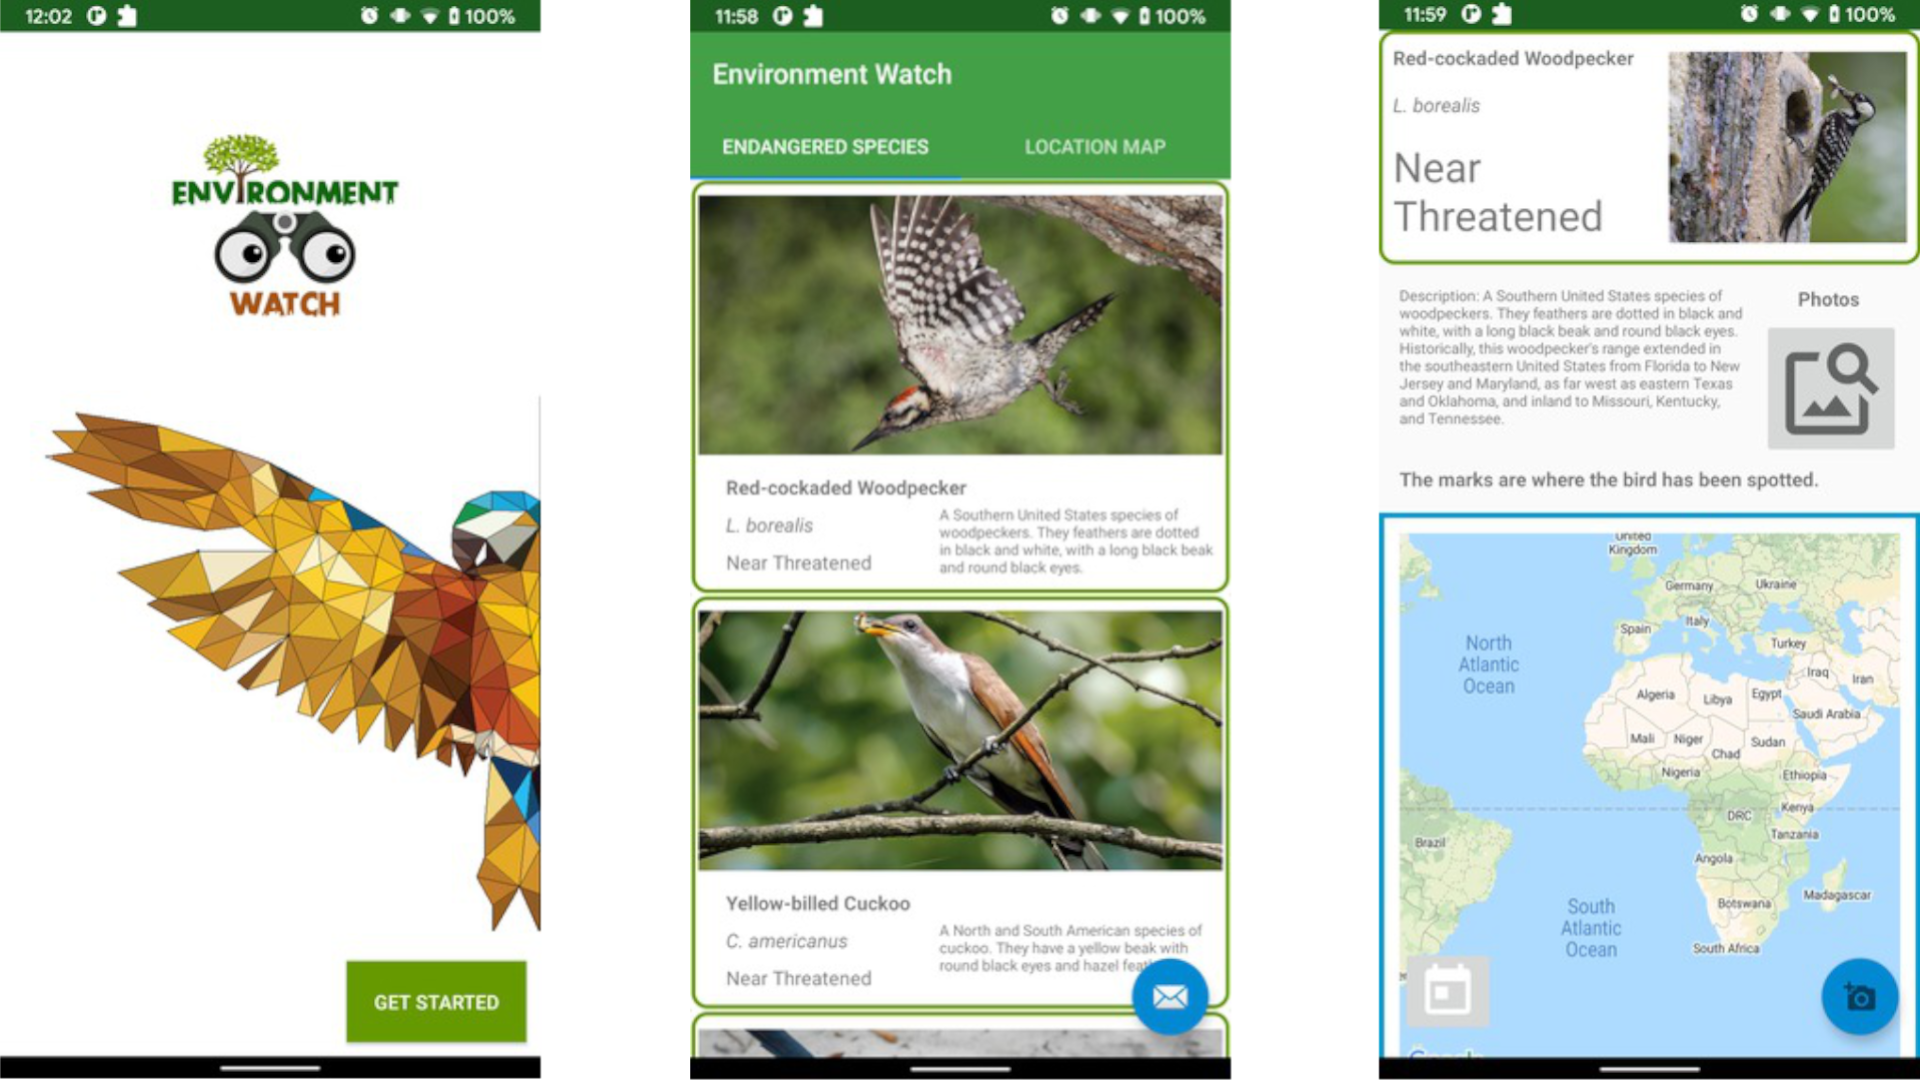 12:02
100%
ENVIRONMENT
WATCH
GET STARTED
11:58
100%
Environment Watch
ENDANGERED SPECIES
LOCATION MAP
Red-cockaded Woodpecker
L. borealis
Near Threatened
A Southern United States species of
woodpeckers. They feathers are dotted
in black and white, with a long black beak
and round black eyes.
Yellow-billed Cuckoo
C. americanus
Near Threatened
A North and South American species of
cuckoo. They have a yellow beak with
round black eyes and hazel
11:59
100%
Red-cockaded Woodpecker
L. borealis
Near
Threatened
Description: A Southern United States species of
woodpeckers. They feathers are dotted in black and
white, with a long black beak and round black eyes.
Historically, this woodpecker's range extended in
the southeastern United States from Florida to New
Jersey and Maryland, as far west as eastern Texas
and Oklahoma, and inland to Missouri, Kentucky,
and Tennessee.
Photos
The marks are where the bird has been spotted.
United
Kingdom
Germany
Ukraine
Spain
Italy
Turkey
Iraq
Iran
North
Atlantic
Ocean
Algeria
Libya
Egypt
Saudi Arabia
Mali
Niger
Chad
Sudan
Nigeria
Ethiopia
Kenya
DRC
Tanzania
Brazil
Angola
Madagascar
Botswana
South
Atlantic
Ocean
South Africa